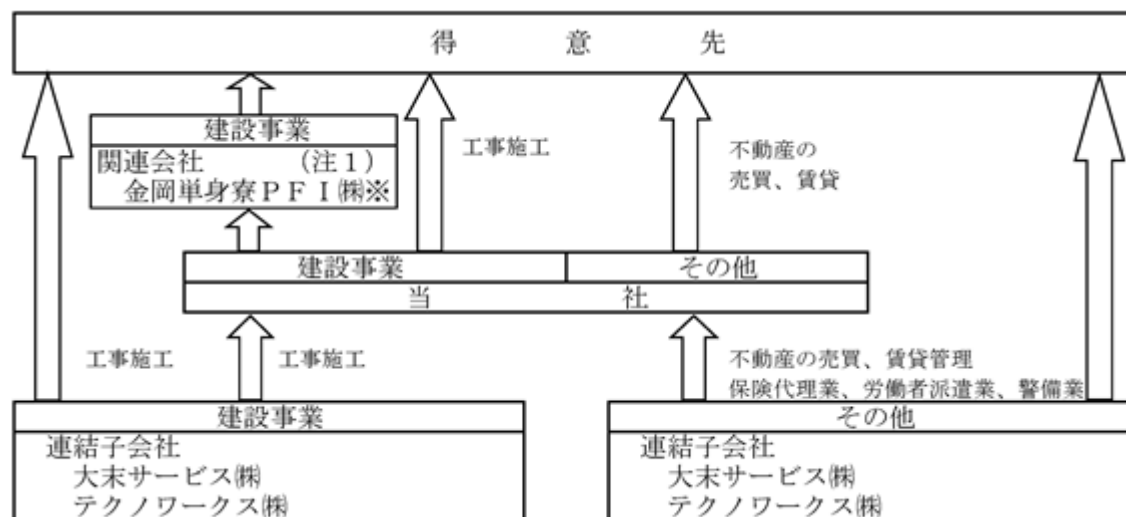 得意先
建設事業
関連会社　（注１）
金岡単身寮ＰＦＩ㈱※
工事施工
不動産の
売買、賃貸
建設事業
その他
当社
工事施工
工事施工
不動産の売買、賃貸管理
保険代理業、労働者派遣業、警備業
建設事業
連結子会社
大末サービス㈱
テクノワークス㈱
その他
連結子会社
大末サービス㈱
テクノワークス㈱